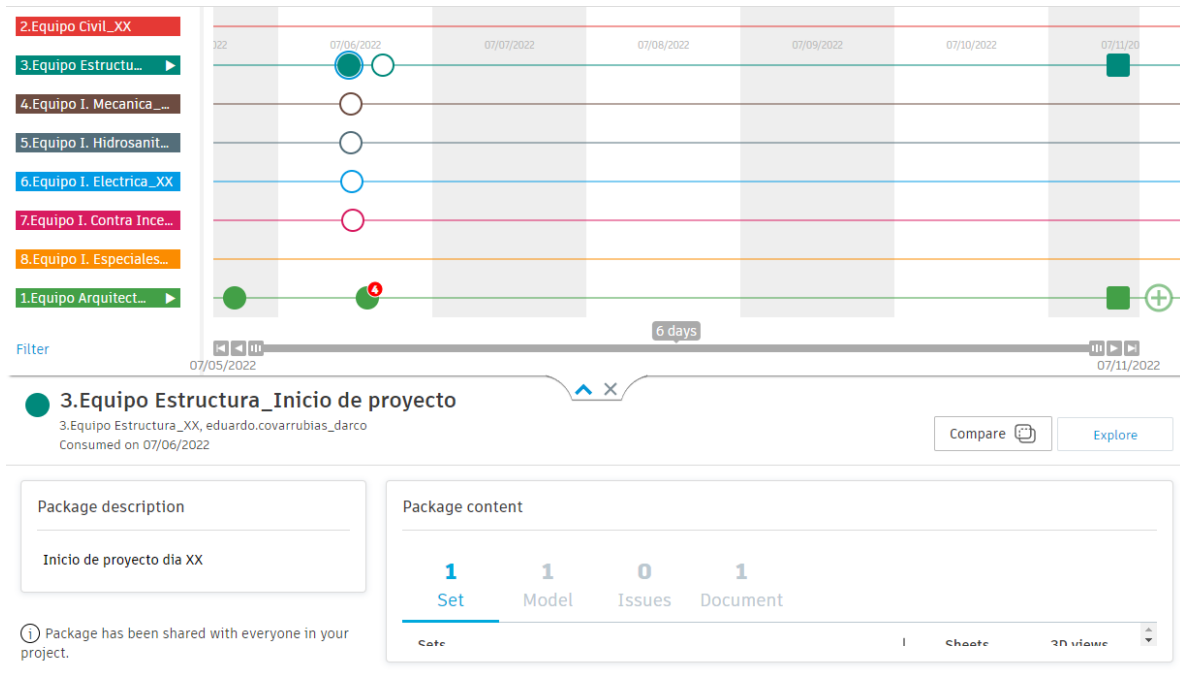 2.Equipo Civil_XX
022 07/06/2022 07/07/2022 07/08/2022 07/09/2022 07/10/2022 07/11/20
3.Equipo Estructu...
4.Equipo I. Mecanica_...
5.Equipo I. Hidrosanit...
6.Equipo I. Electrica_XX
7.Equipo I. Contra Ince...
8.Equipo I. Especiales...
1.Equipo Arquitect...
4
6 days
Filter
07/05/2022 07/11/2022
3.Equipo Estructura_Inicio de proyecto
3.Equipo Estructura_XX, eduardo.covarrubias_darco
Consumed on 07/06/2022
Compare Explore
Package description
Inicio de proyecto dia XX
Package has been shared with everyone in your
project.
Package content
1 1 0 1
Set Model Issues Document
Sets Sheets 3D views